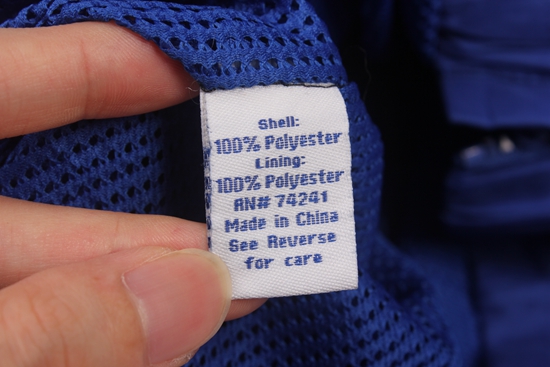 Shell:
100% Polyester
Lining:
100% Polyester
RN# 74241
Made in China
See Reverse
for care